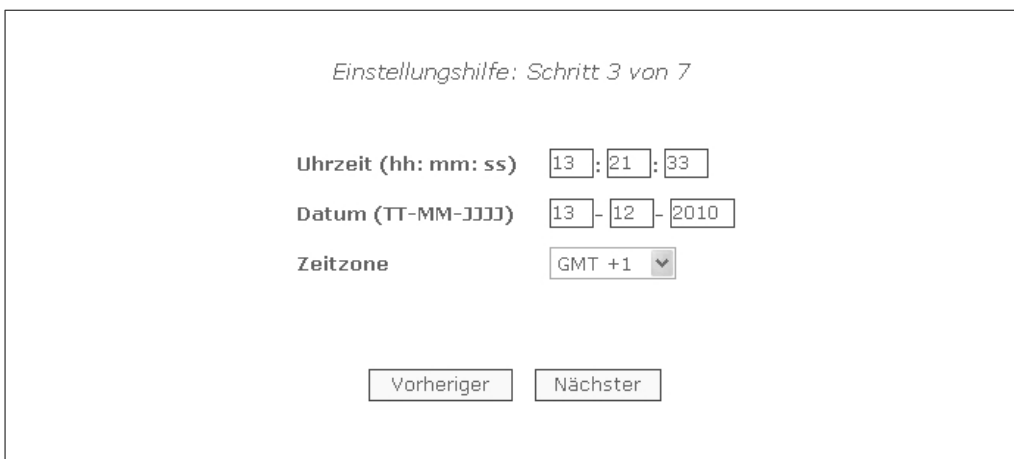 Einstellungshilfe: Schritt 3 von 7
Uhrzeit (hh: mm: ss) 13 : 21 : 33
Datum (TT-MM-JJJJ) 13 - 12 - 2010
Zeitzone GMT +1
Vorheriger Nächster